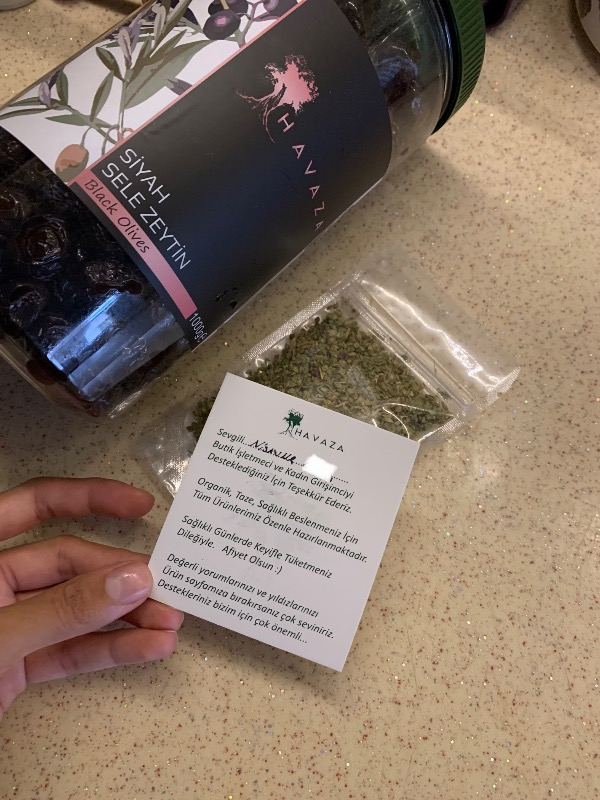 HAVAZA
SİYAH
SELE ZEYTİN
Black Olives
HAVAZA
Sevgili...
Butik İşletmeci ve Kadın Girişimciyi
Desteklediğiniz İçin Teşekkür Ederiz.
Organik, Taze, Sağlıklı Beslenmeniz İçin
Tüm Ürünlerimiz Özenle Hazırlanmaktadır.
Sağlıklı Günlerde Keyifle Tüketmeniz
Dileğiyle. Afiyet Olsun :)
Değerli yorumlarınızı ve yıldızlarınızı
Ürün sayfamıza bırakırsanız çok seviniriz.
Destekleriniz bizim için çok önemli...